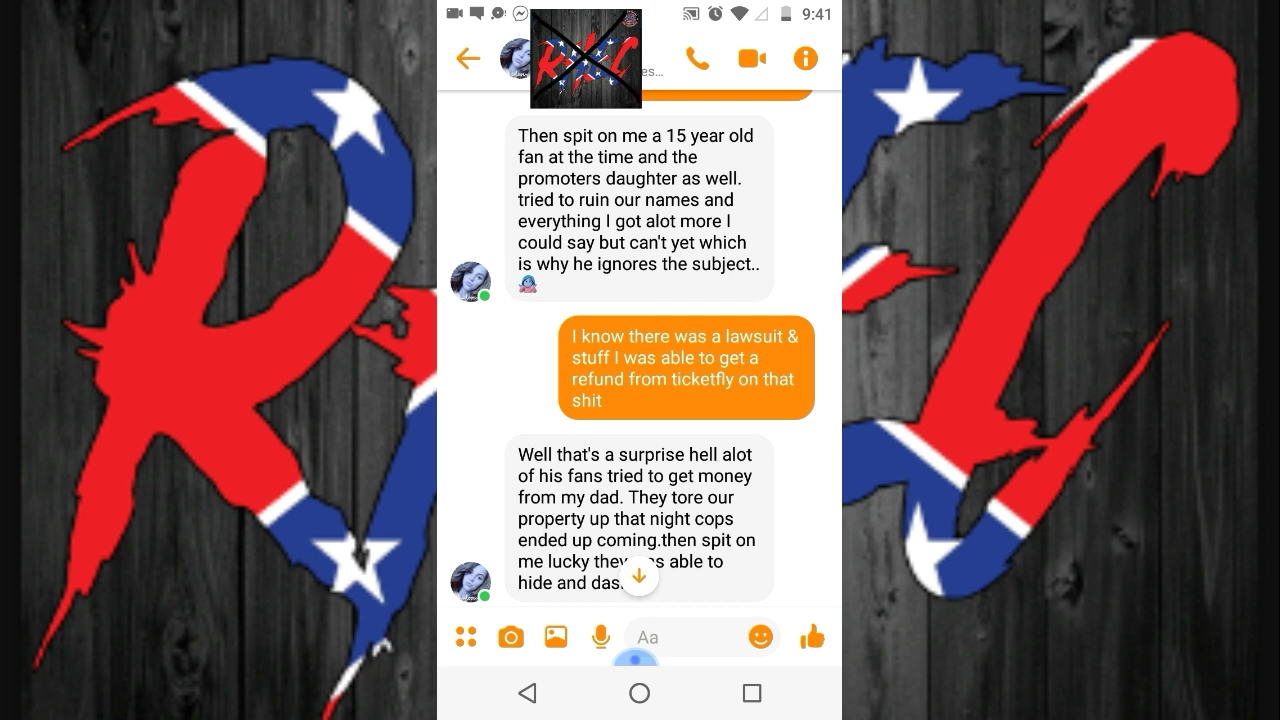 9:41
es...
Then spit on me a 15 year old
fan at the time and the
promoters daughter as well.
tried to ruin our names and
everything I got alot more I
could say but can't yet which
is why he ignores the subject..
I know there was a lawsuit &
stuff I was able to get a
refund from ticketfly on that
shit
Well that's a surprise hell alot
of his fans tried to get money
from my dad. They tore our
property up that night cops
ended up coming.then spit on
me lucky they able to
hide and
Aa